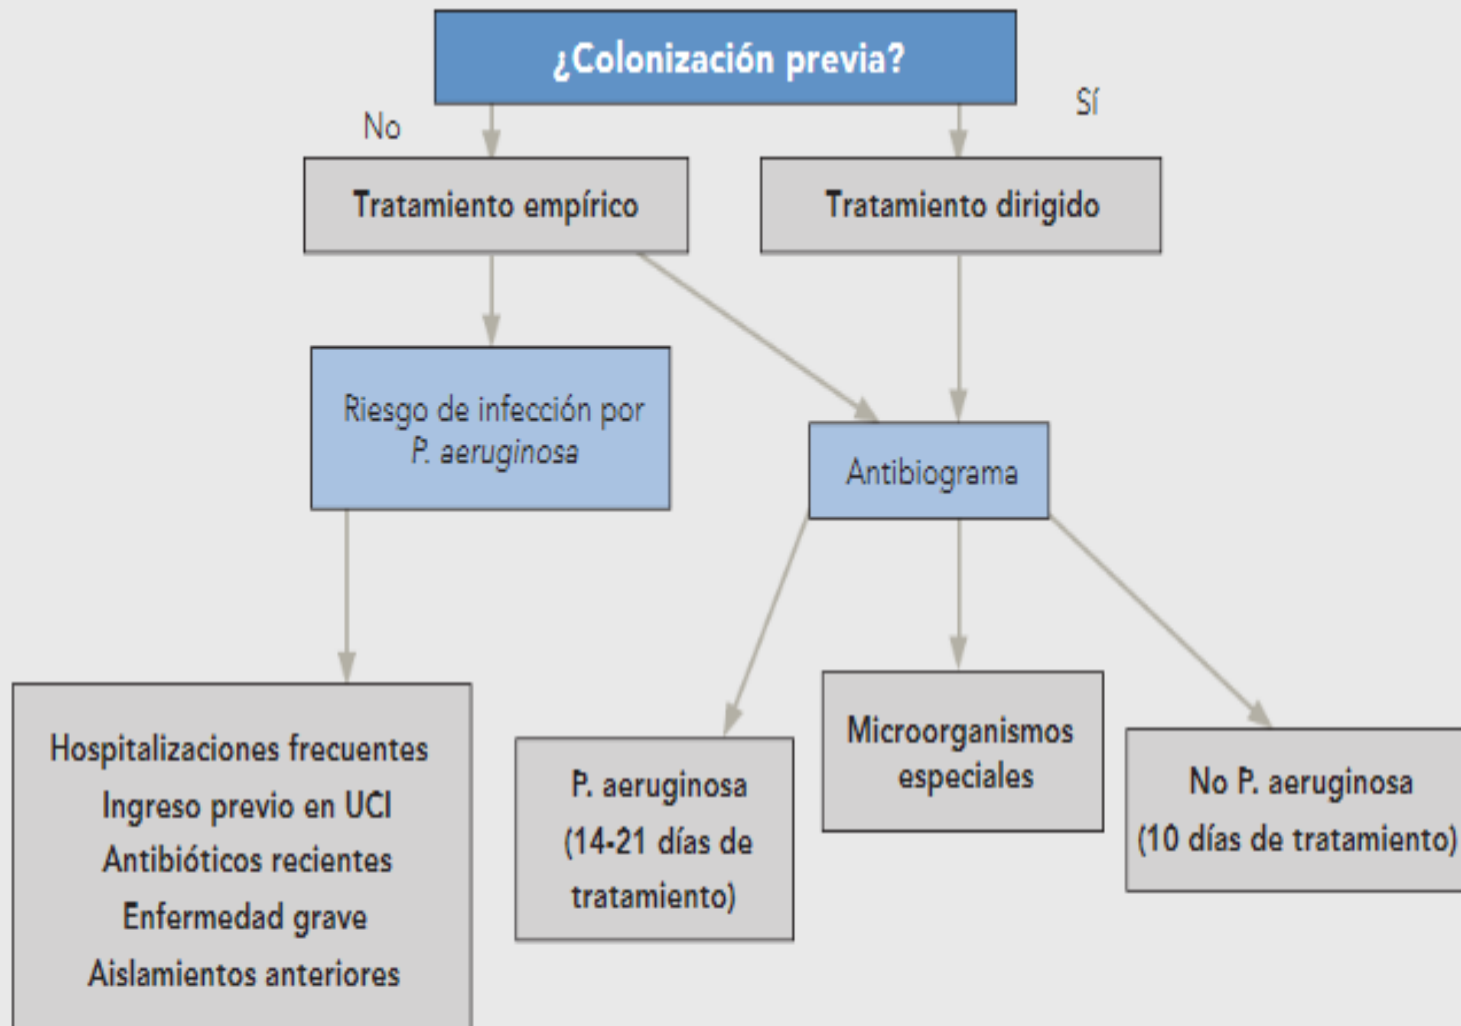 ¿Colonización previa?
No
Sí
Tratamiento empírico
Tratamiento dirigido
Riesgo de infección por
P. aeruginosa
Antibiograma
Hospitalizaciones frecuentes
Ingreso previo en UCI
Antibióticos recientes
Enfermedad grave
Aislamientos anteriores
P. aeruginosa
(14-21 días de
tratamiento)
Microorganismos
especiales
No P. aeruginosa
(10 días de tratamiento)